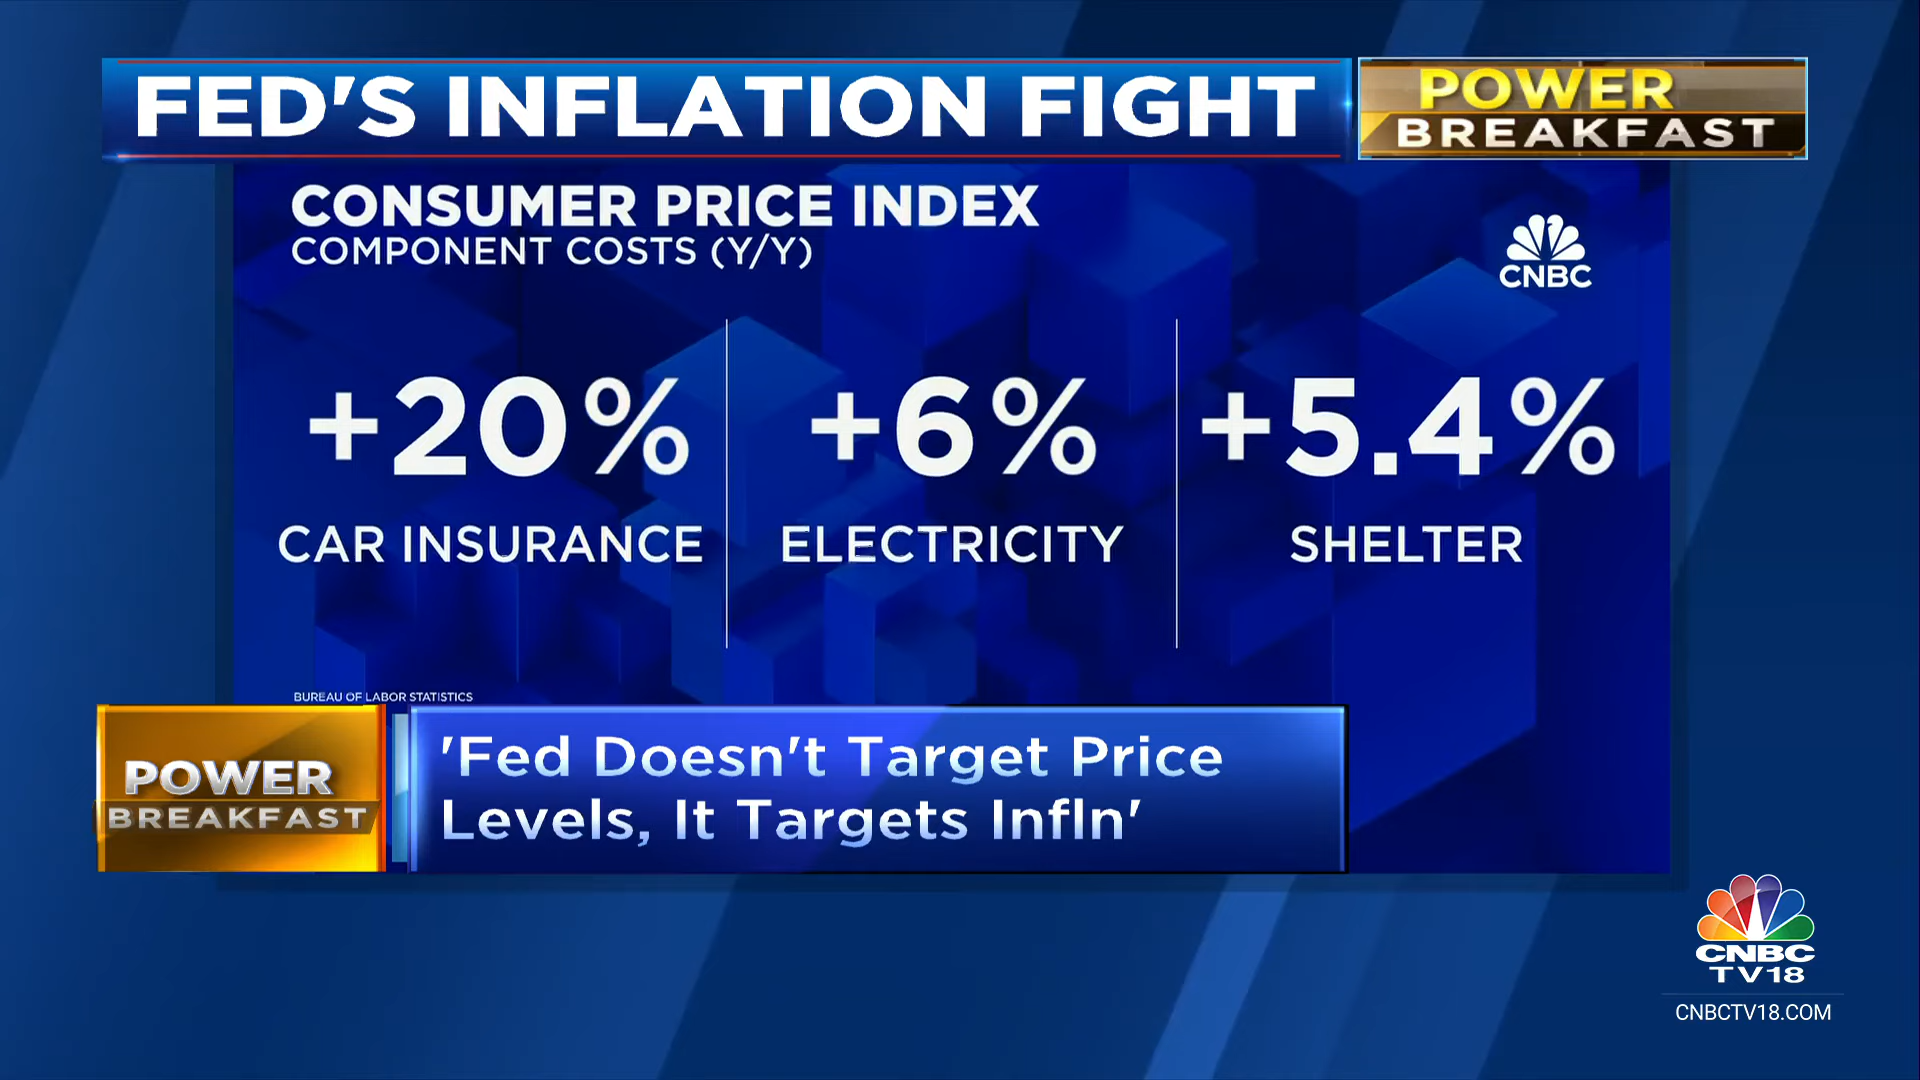 FED'S INFLATION FIGHT
POWER
BREAKFAST
CONSUMER PRICE INDEX
COMPONENT COSTS (Y/Y)
CNBC
+20%
CAR INSURANCE
+6%
ELECTRICITY
+5.4%
SHELTER
BUREAU OF LABOR STATISTICS
POWER
BREAKFAST
'Fed Doesn't Target Price
Levels, It Targets Infln'
CNBC
TV18
CNBCTV18.COM